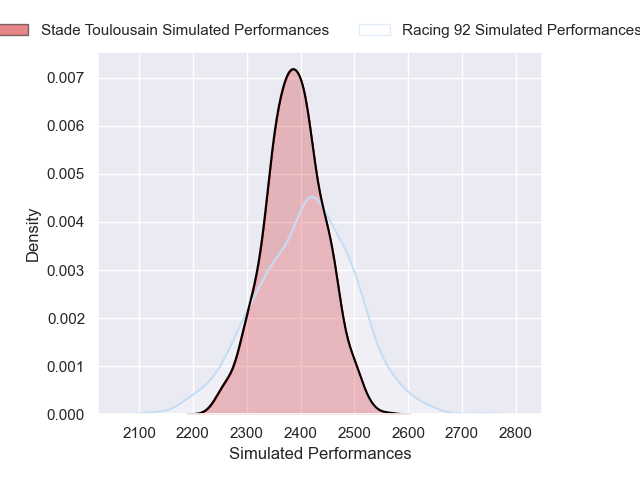 Stade Toulousain Simulated Performances Racing 92 Simulated Performances
0.007
0.006
0.005
0.004
0.003
0.002
0.001
0.000
Density
2100 2200 2300 2400 2500 2600 2700 2800
Simulated Performances